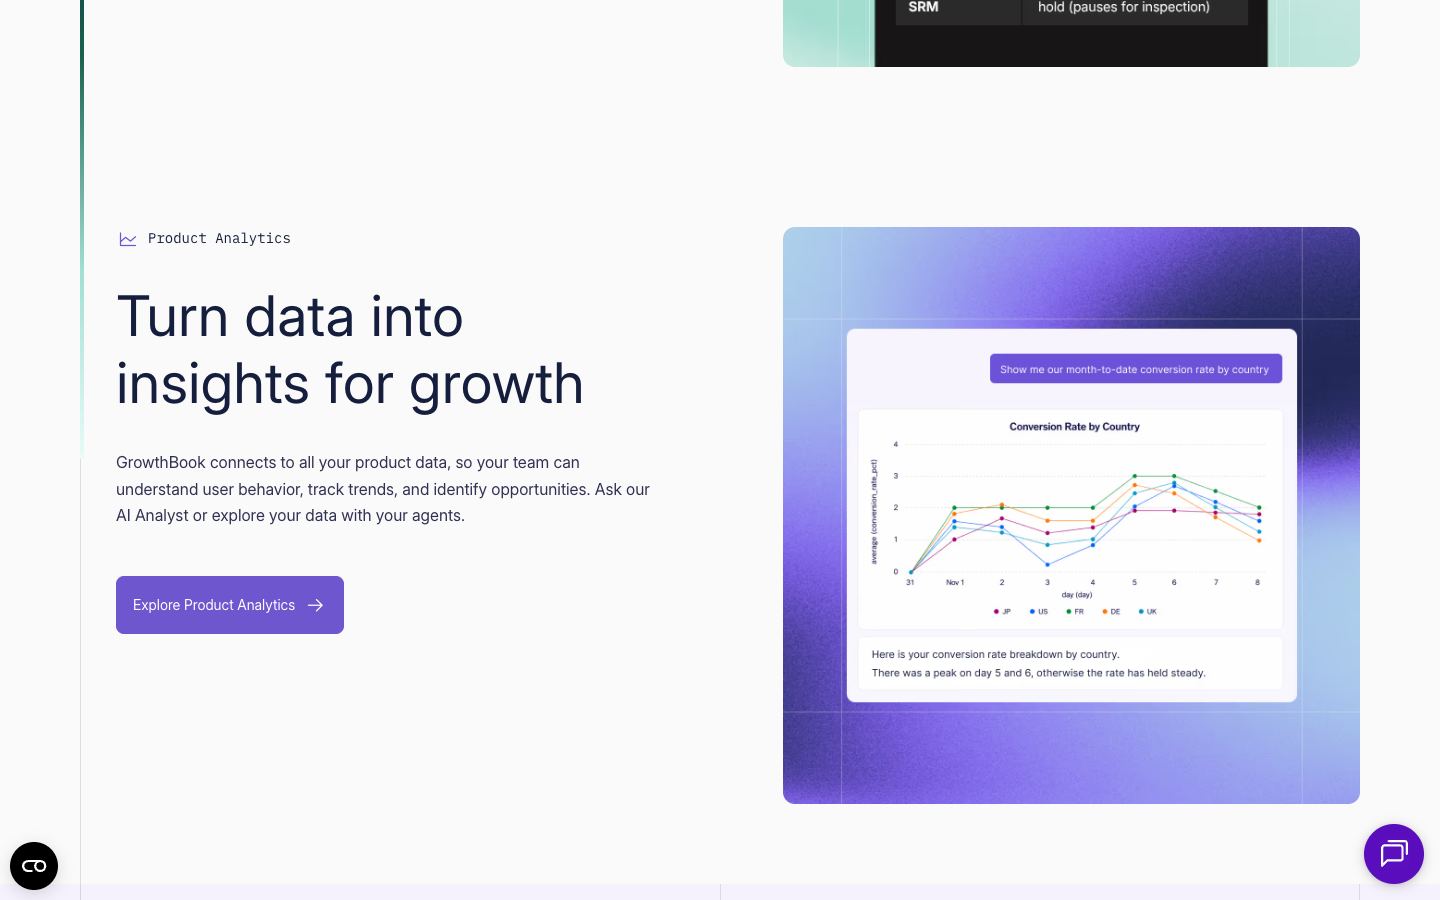 SRM
hold (pauses for inspection)
Product Analytics
Turn data into
insights for growth
GrowthBook connects to all your product data, so your team can
understand user behavior, track trends, and identify opportunities. Ask our
AI Analyst or explore your data with your agents.
Explore Product Analytics
Show me our month-to-date conversion rate by country
Conversion Rate by Country
average (conversion_rate_pct)
4
3
2
1
0
31 Nov 1 2 3 4 5 6 7 8
day (day)
JP US FR DE UK
Here is your conversion rate breakdown by country.
There was a peak on day 5 and 6, otherwise the rate has held steady.